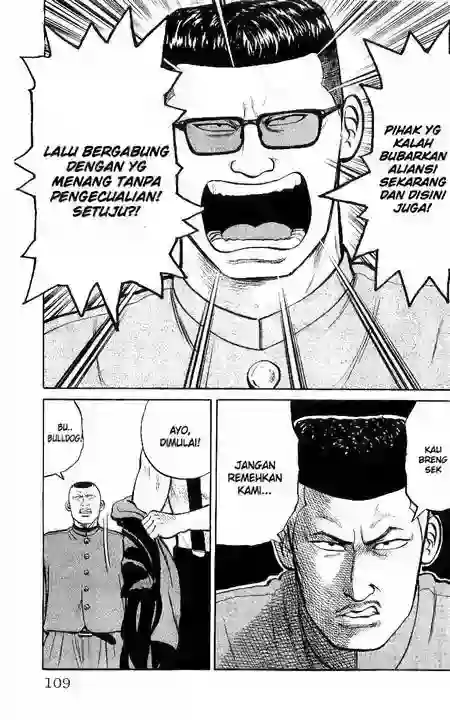 PIHAK YG
KALAH
BUBARKAN
ALIANSI
SEKARANG
DAN DISINI
JUGA!
LALU BERGABUNG
DENGAN YG
MENANG TANPA
PENGECUALIAN!
SETUJU?!
KAU
BRENG
SEK
JANGAN
REMEHKAN
KAMI...
AYO,
DIMULAI!
BU..
BULLDOG!
109